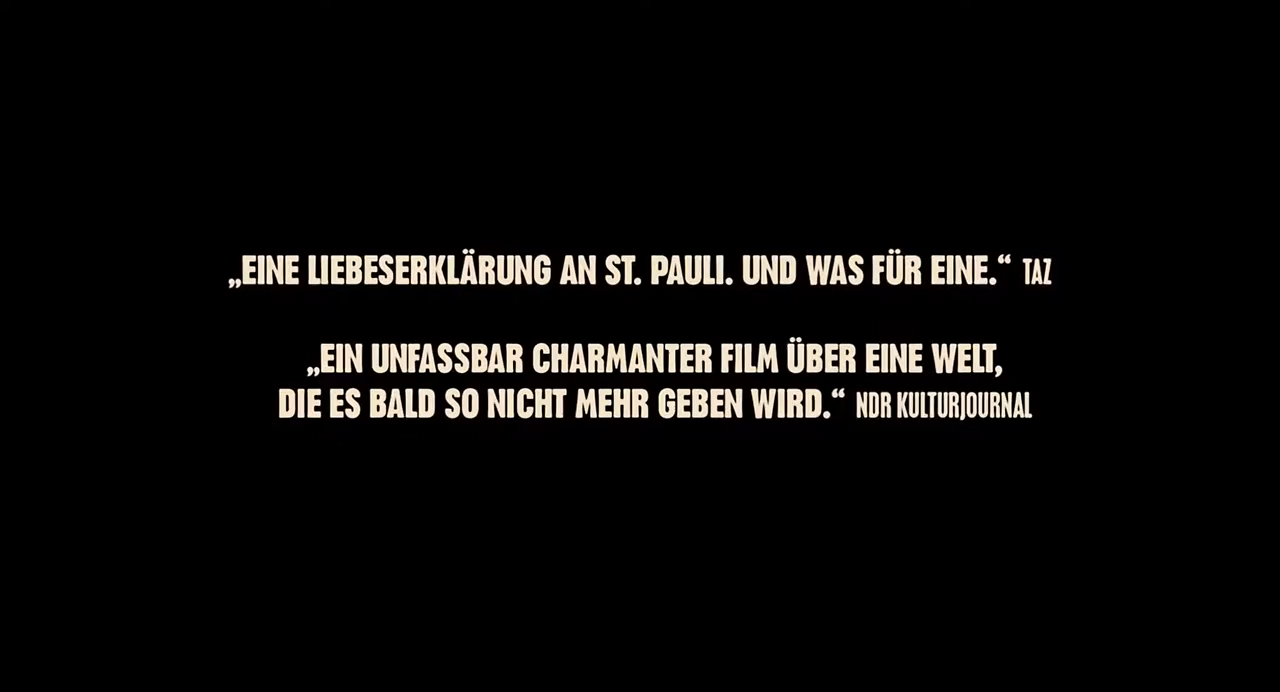 „EINE LIEBESERKLÄRUNG AN ST. PAULI. UND WAS FÜR EINE.“ TAZ
„EIN UNFASSBAR CHARMANTER FILM ÜBER EINE WELT,
DIE ES BALD SO NICHT MEHR GEBEN WIRD.“ NDR KULTURJOURNAL